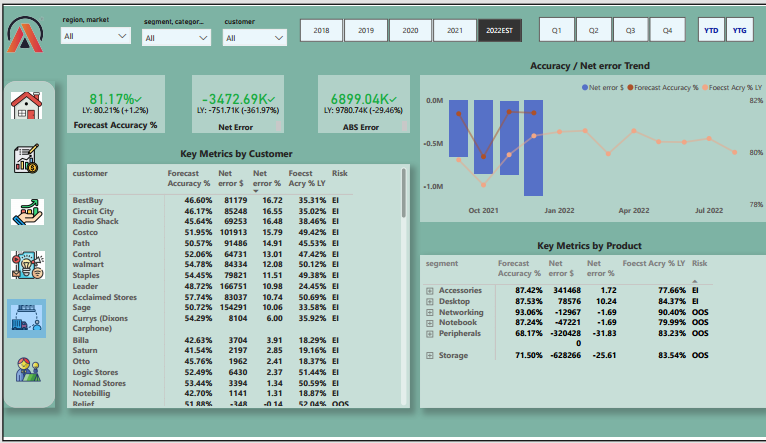 region, market
segment, categor...
customer
All
All
All
2018
2019
2020
2021
2022EST
Q1
Q2
Q3
Q4
YTD
YTG
81.17%✓
LY: 80.21% (+1.2%)
Forecast Accuracy %
-3472.69K✓
LY: -751.71K (-361.97%)
Net Error
6899.04K✓
LY: 9780.74K (-29.46%)
ABS Error
Accuracy / Net error Trend
Net error $ Forecast Accuracy % Foecst Acry % LY
0.0M
-0.5M
-1.0M
82%
80%
78%
Oct 2021 Jan 2022 Apr 2022 Jul 2022
Key Metrics by Customer
customer Forecast Accuracy % Net error $ Net error % Foecst Acry % LY Risk
BestBuy 46.60% 81179 16.72 35.31% EI
Circuit City 46.17% 85248 16.55 35.02% EI
Radio Shack 45.64% 69253 16.48 38.46% EI
Costco 51.95% 101913 15.79 49.42% EI
Path 50.57% 91486 14.91 45.53% EI
Control 52.06% 64731 13.01 47.42% EI
walmart 54.78% 84334 12.08 50.12% EI
Staples 54.45% 79821 11.51 49.38% EI
Leader 48.72% 166751 10.98 24.45% EI
Acclaimed Stores 57.74% 83037 10.74 50.69% EI
Sage 50.72% 154291 10.06 33.58% EI
Currys (Dixons Carphone) 54.29% 8104 6.00 35.92% EI
Billa 42.63% 3704 3.91 18.29% EI
Saturn 41.54% 2197 2.85 19.16% EI
Otto 45.76% 1962 2.41 18.37% EI
Logic Stores 52.49% 6430 2.37 51.44% EI
Nomad Stores 53.44% 3394 1.34 50.59% EI
Notebillig 42.70% 1141 1.31 18.87% EI
Relief 51.88% -348 -0.14 52.04% OOS
Key Metrics by Product
segment Forecast Accuracy % Net error $ Net error % Foecst Acry % LY Risk
Accessories 87.42% 341468 1.72 77.66% EI
Desktop 87.53% 78576 10.24 84.37% EI
Networking 93.06% -12967 -1.69 90.40% OOS
Notebook 87.24% -47221 -1.69 79.99% OOS
Peripherals 68.17% -3204280 -31.83 83.23% OOS
Storage 71.50% -628266 -25.61 83.54% OOS